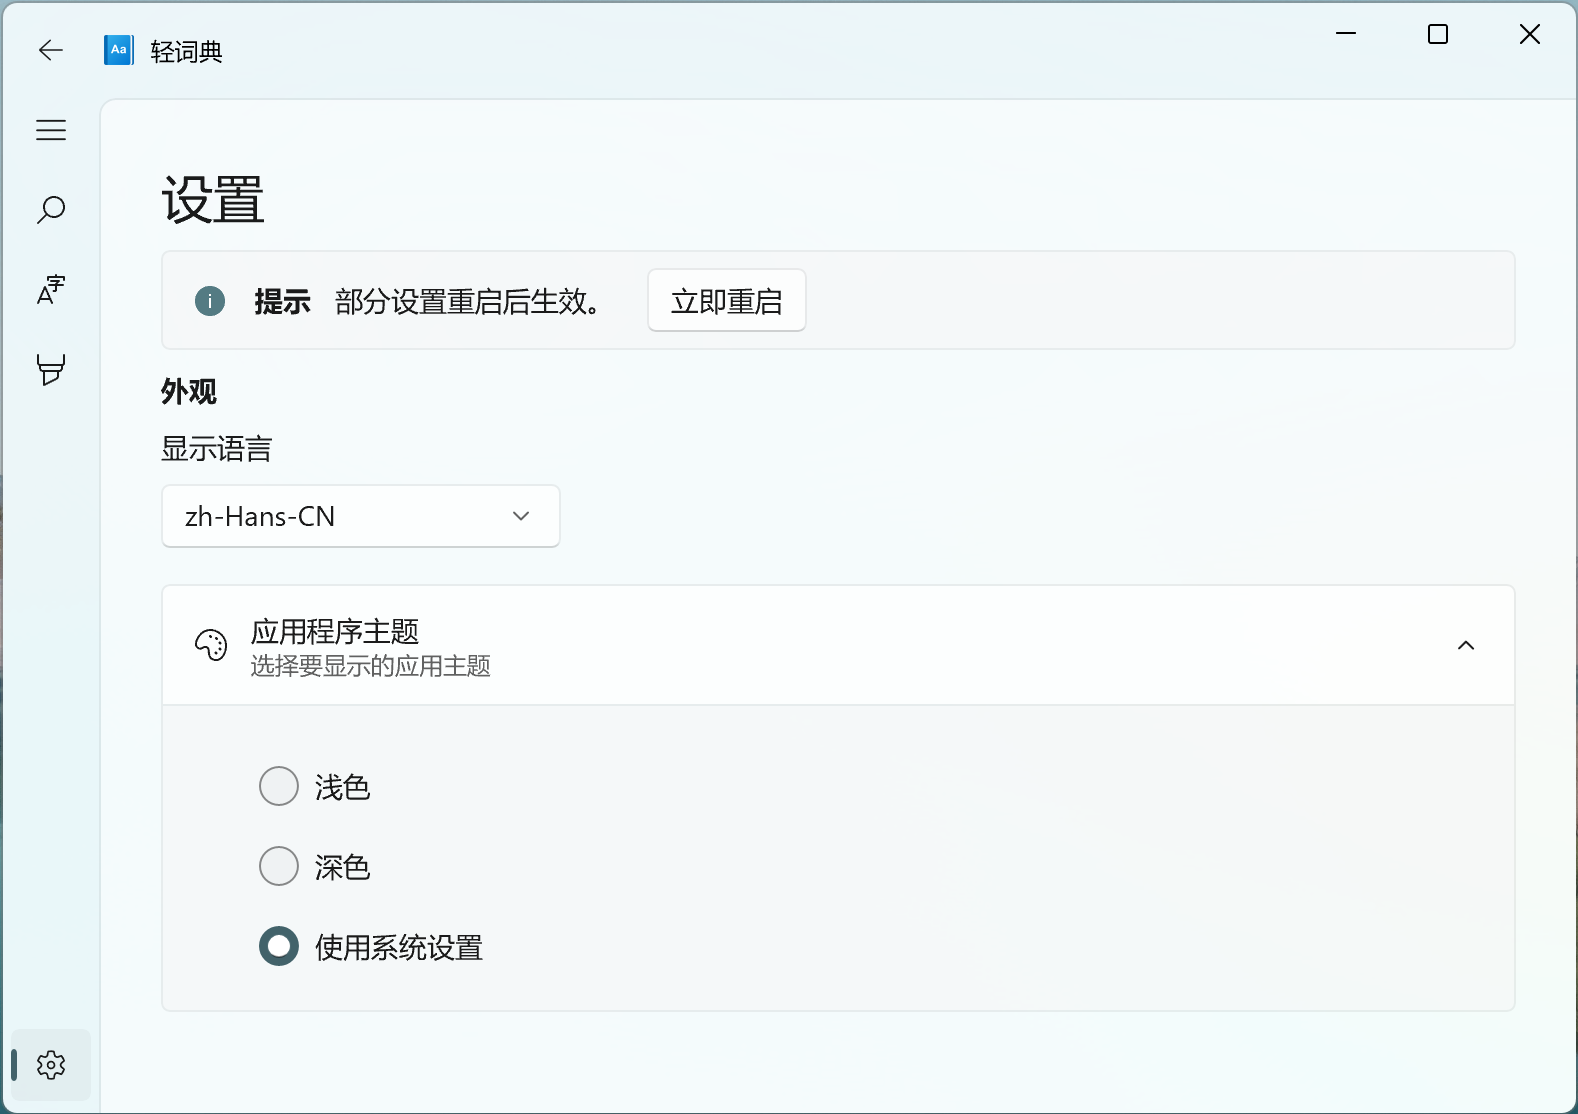 Aa 轻词典
设置
提示 部分设置重启后生效。 立即重启
外观
显示语言
zh-Hans-CN
应用程序主题
选择要显示的应用主题
浅色
深色
使用系统设置